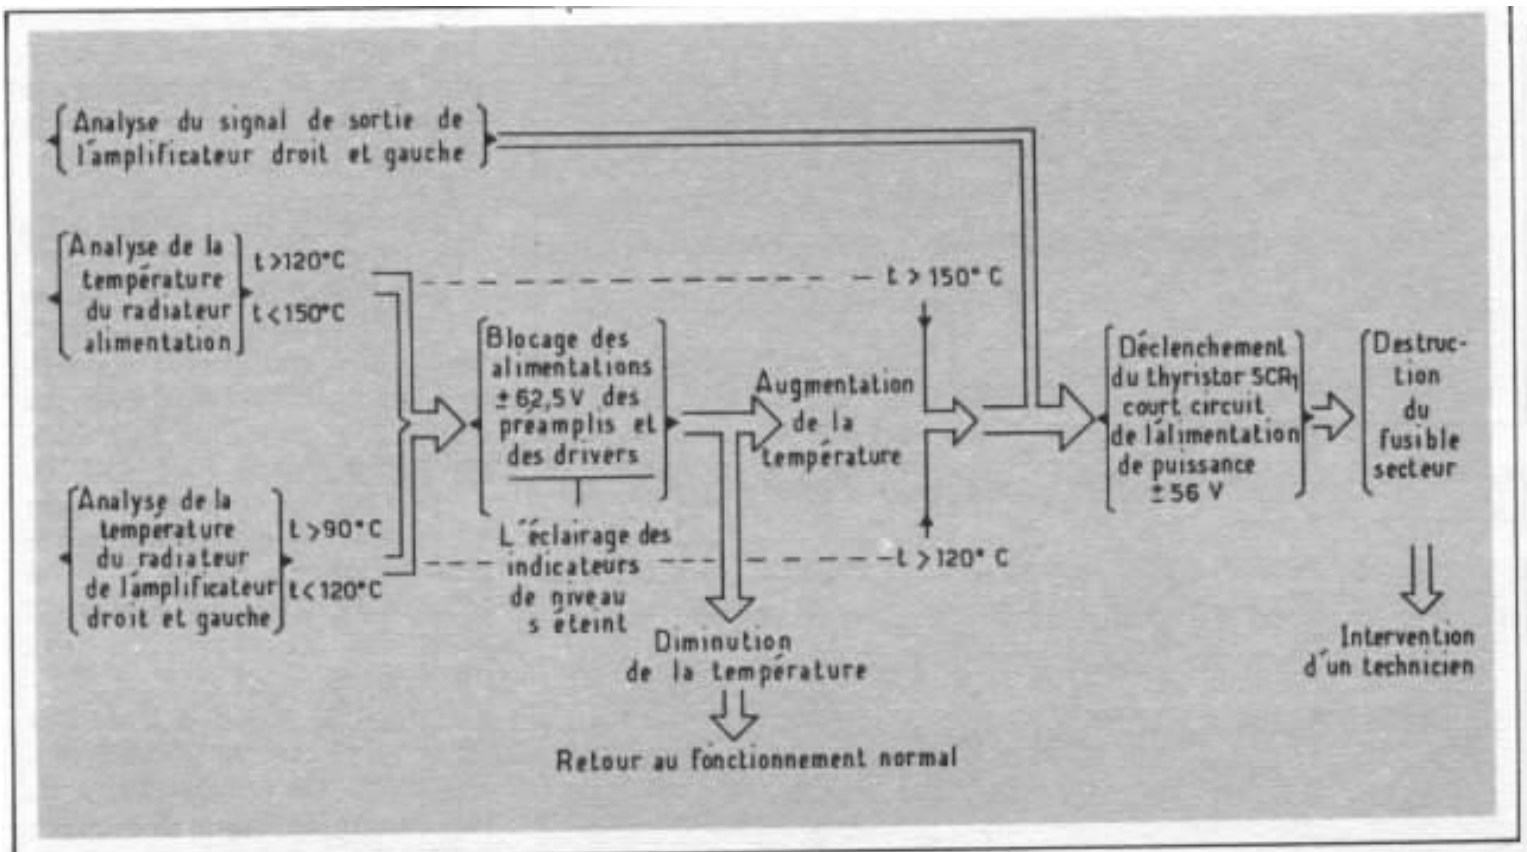 Analyse du signal de sortie de
l'amplificateur droit et gauche
Analyse de la
température
du radiateur
alimentation
t>120°C
t<150°C
t > 150° C
Blocage des
alimentations
± 62,5 V des
préamplis et
des drivers
Augmentation
de la
température
Déclenchement
du thyristor SCR1
court circuit
de l'alimentation
de puissance
± 56 V
Destruc-
tion
du
fusible
secteur
Analyse de la
température
du radiateur
de l'amplificateur
droit et gauche
t >90° C
t< 120°C
L'éclairage des
indicateurs
de niveau
s'éteint
t > 120° C
Diminution
de la température
Retour au fonctionnement normal
Intervention
d'un technicien